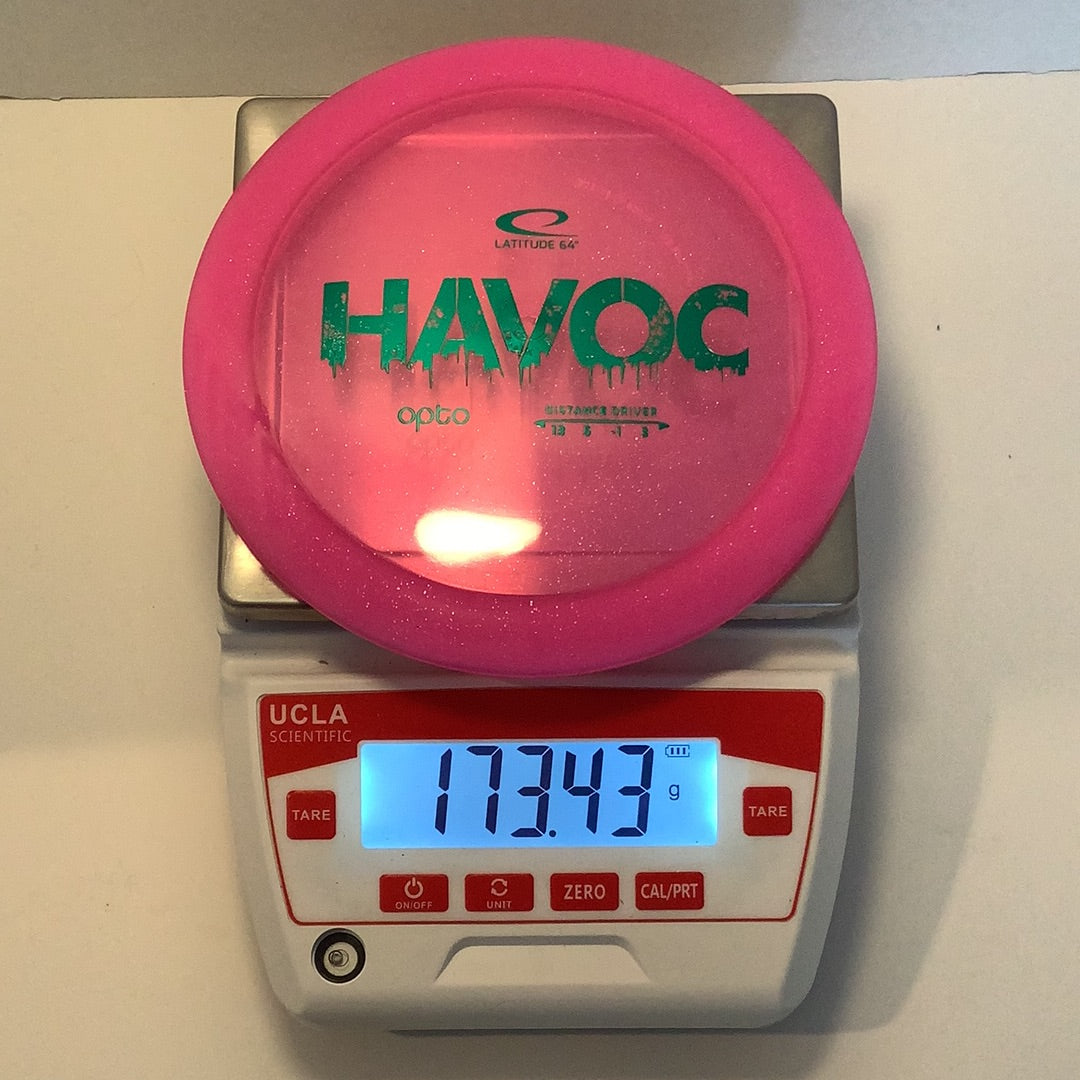 LATITUDE 64°
HAVOC
opto
DISTANCE DRIVER
13 5 -1 3
UCLA
SCIENTIFIC
173.43 g
TARE
TARE
ON/OFF
UNIT
ZERO
CAL/PRT